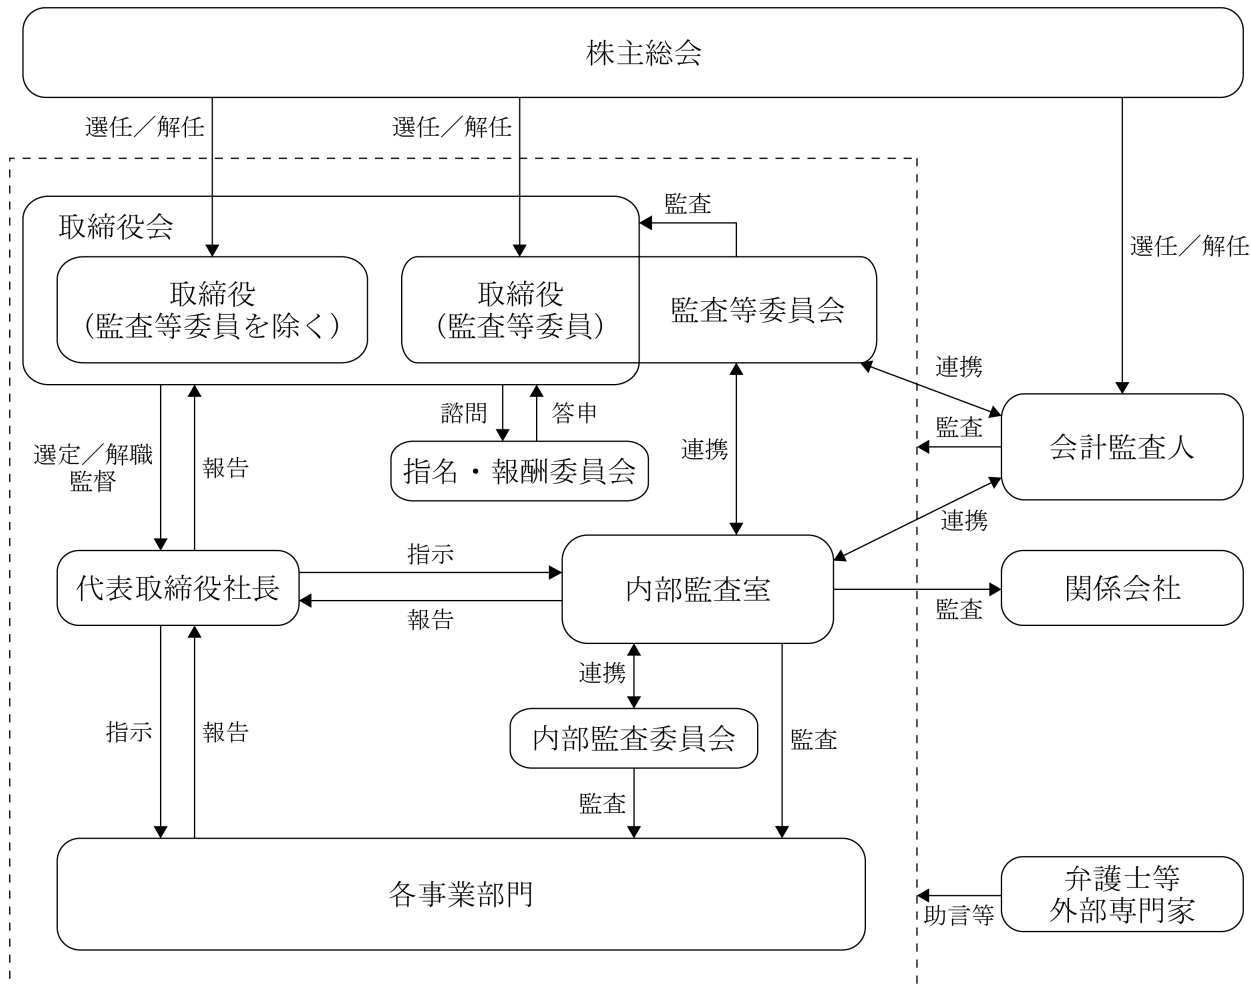 株主総会
選任／解任
選任／解任
選任／解任
監査
取締役会
取締役
（監査等委員を除く）
取締役
（監査等委員）
監査等委員会
連携
諮問
答申
監査
会計監査人
選定／解職
監督
報告
連携
指名・報酬委員会
連携
指示
代表取締役社長
内部監査室
関係会社
報告
監査
連携
指示
報告
内部監査委員会
監査
監査
各事業部門
弁護士等
外部専門家
助言等